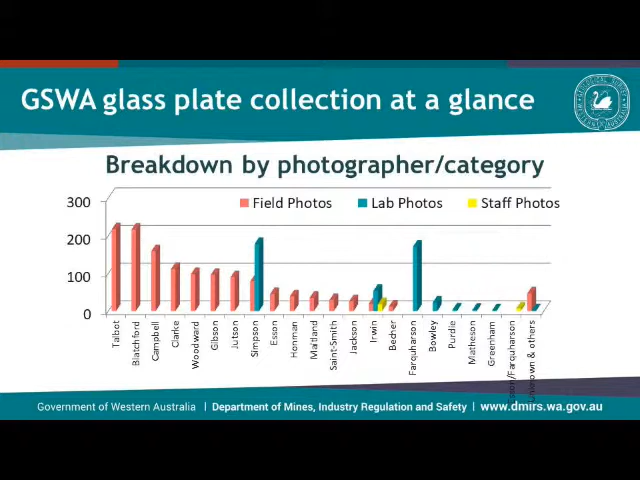 GSWA glass plate collection at a glance
Breakdown by photographer/category
Field Photos
Lab Photos
Staff Photos
300
200
100
0
Talbot
Blatchford
Campbell
Clarke
Woodward
Gibson
Jutson
Simpson
Esson
Honman
Maitland
Saint-Smith
Jackson
Irwin
Becher
Farquharson
Bowley
Purdie
Matheson
Greenham
Esson/Farquharson
Unknown & others
Government of Western Australia | Department of Mines, Industry Regulation and Safety | www.dmirs.wa.gov.au